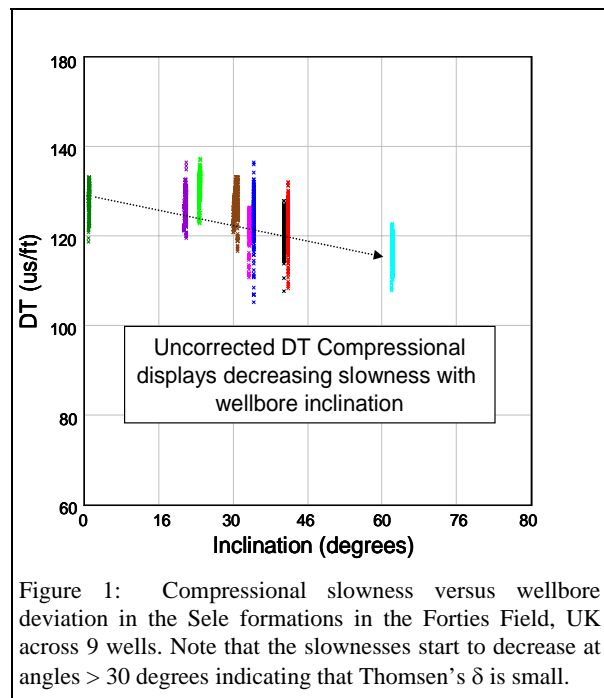 180
160
140
120
100
80
60
DT (us/ft)
Uncorrected DT Compressional
displays decreasing slowness with
wellbore inclination
0
16
30
46
60
76
80
Inclination (degrees)
Figure 1: Compressional slowness versus wellbore
deviation in the Sele formations in the Forties Field, UK
across 9 wells. Note that the slownesses start to decrease at
angles > 30 degrees indicating that Thomsen's δ is small.